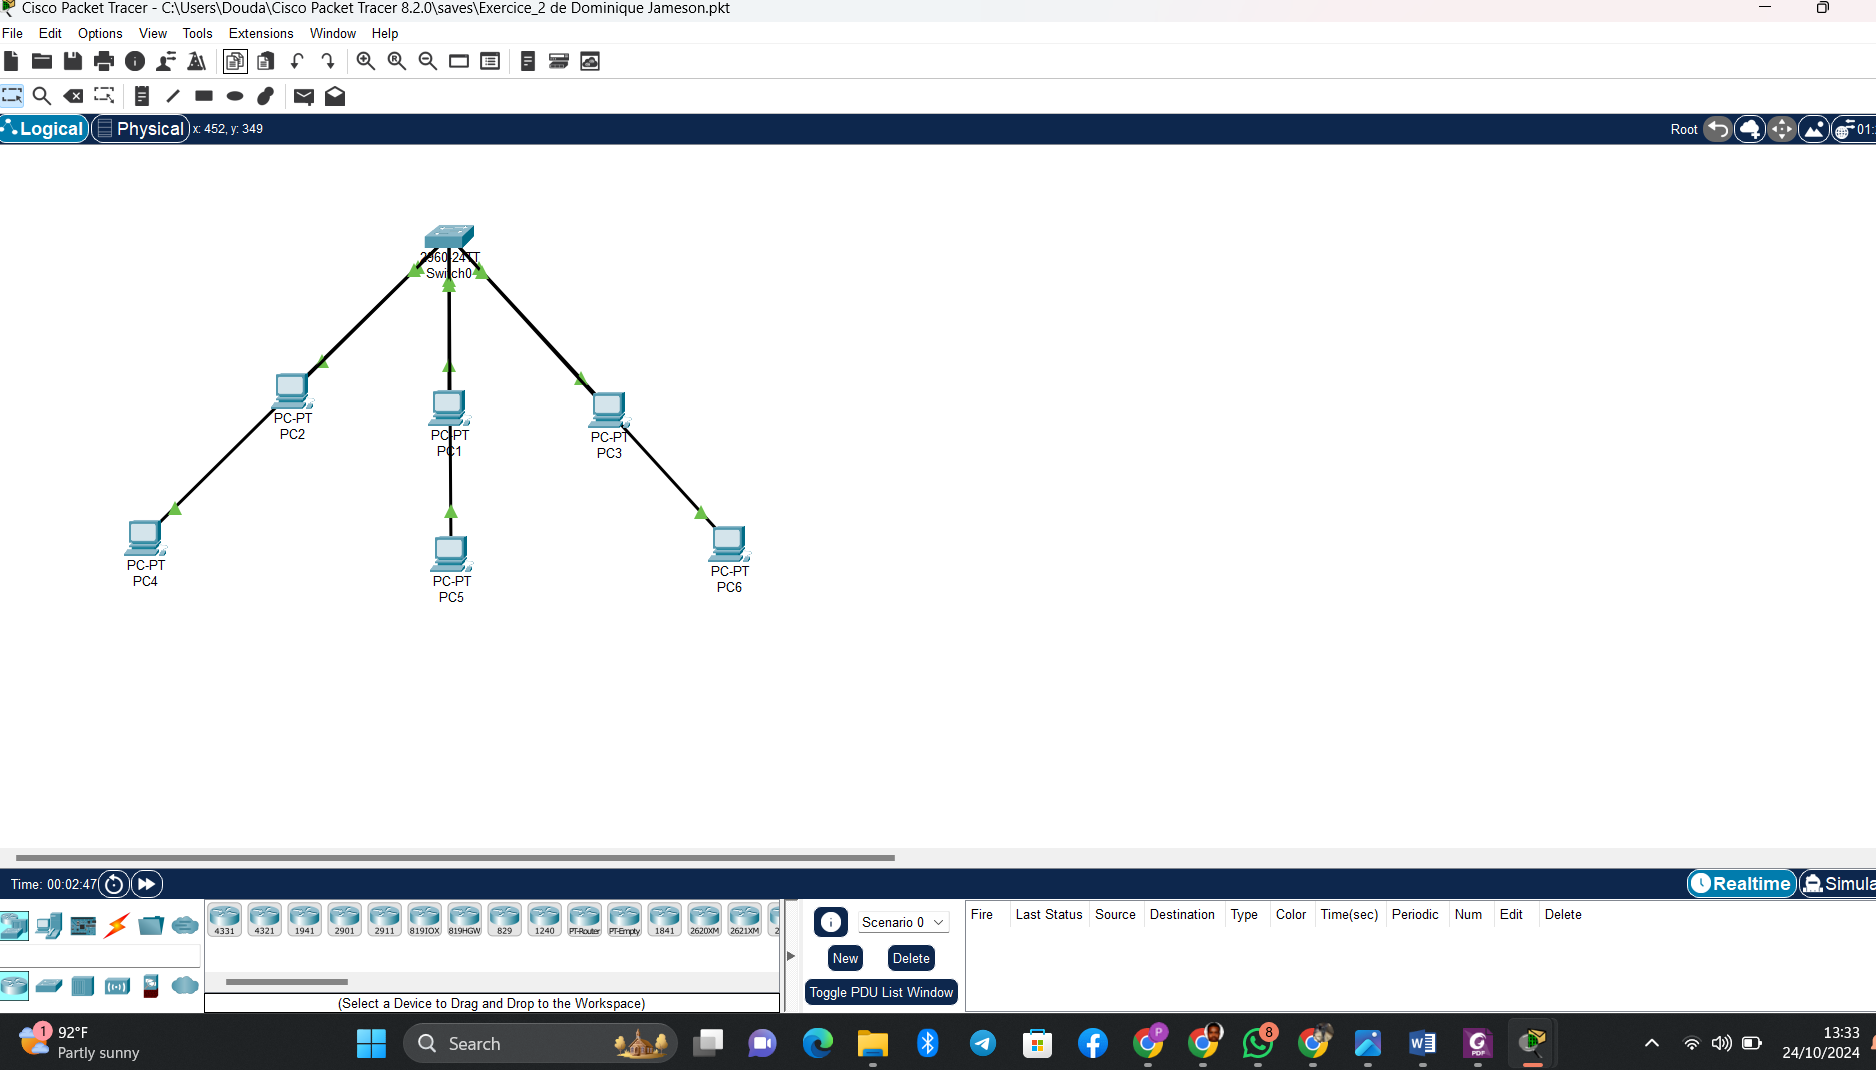 Cisco Packet Tracer - C:\Users\Douda\Cisco Packet Tracer 8.2.0\saves\Exercice_2 de Dominique Jameson.pkt
File Edit Options View Tools Extensions Window Help
Logical Physical x: 452, y: 349 Root 01:
2960-24TT
Switch0
PC-PT
PC2
PC-PT
PC1
PC-PT
PC3
PC-PT
PC4
PC-PT
PC5
PC-PT
PC6
Time: 00:02:47 Realtime Simula
4331 4321 1941 2901 2911 819IOX 819HGW 829 1240 PT-Router PT-Empty 1841 2620XM 2621XM 2
(Select a Device to Drag and Drop to the Workspace)
Scenario 0
New Delete
Toggle PDU List Window
Fire Last Status Source Destination Type Color Time(sec) Periodic Num Edit Delete
1
92°F
Partly sunny
Search
P
8
W
PDF
13:33
24/10/2024